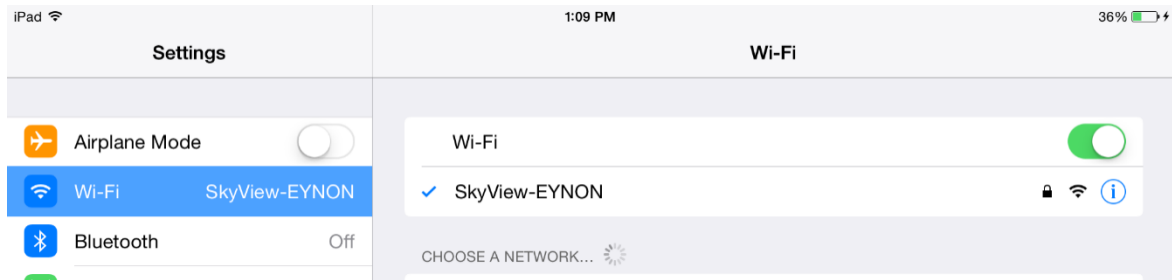 iPad 1:09 PM 36%
Settings Wi-Fi
Airplane Mode
Wi-Fi SkyView-EYNON
Bluetooth Off
Wi-Fi
SkyView-EYNON
CHOOSE A NETWORK...